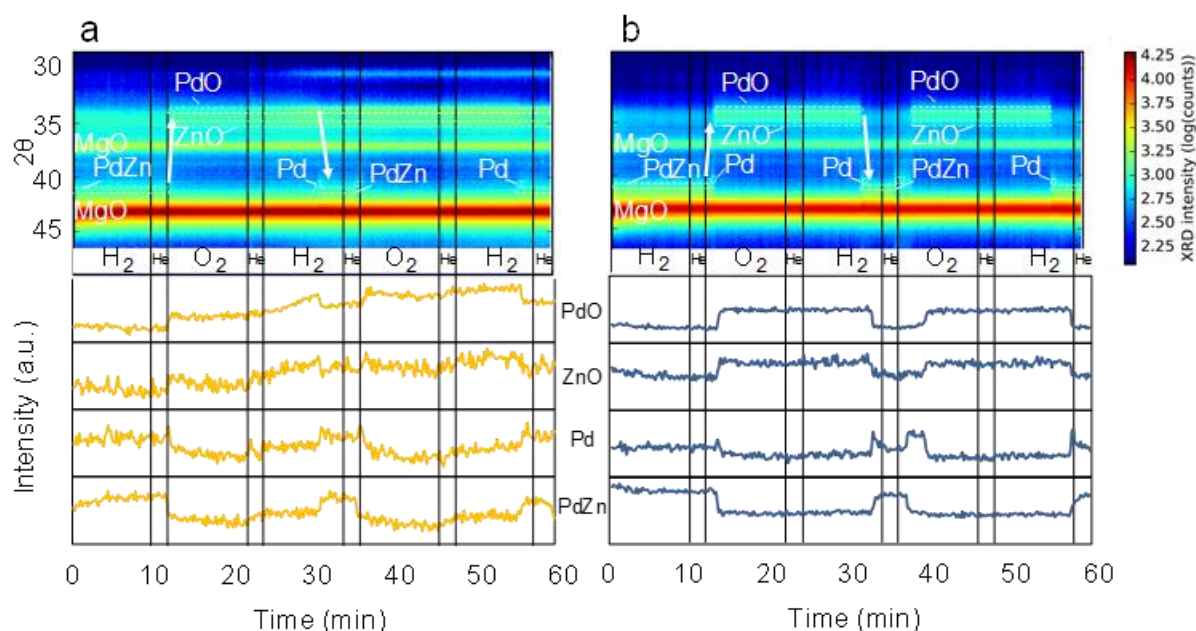 a
b
30
35
40
45
2θ
PdO
ZnO
MgO
PdZn
Pd
PdZn
Pd
MgO
H2 He O2 H2 He O2 He H2 He
PdO
PdO
ZnO
ZnO
MgO
PdZn
Pd
Pd
PdZn
Pd
MgO
H2 He O2 H2 He O2 He H2 He
4.25
4.00
3.75
3.50
3.25
3.00
2.75
2.50
2.25
XRD intensity (log(counts))
Intensity (a.u.)
PdO
ZnO
Pd
PdZn
0 10 20 30 40 50 60
0 10 20 30 40 50 60
Time (min)
Time (min)